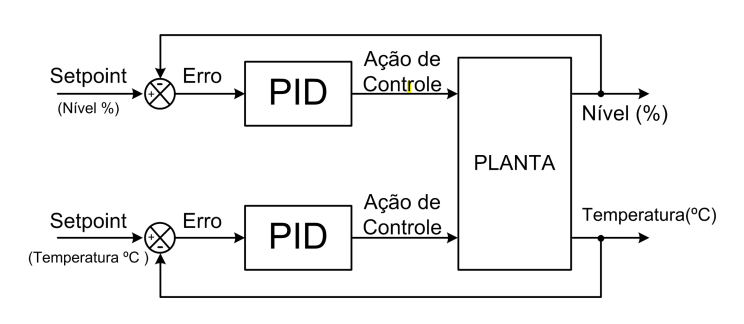 Setpoint
(Nível %)
+
-
Erro
PID
Ação de
Controle
PLANTA
Nível (%)
Setpoint
(Temperatura ºC )
+
-
Erro
PID
Ação de
Controle
Temperatura(ºC)